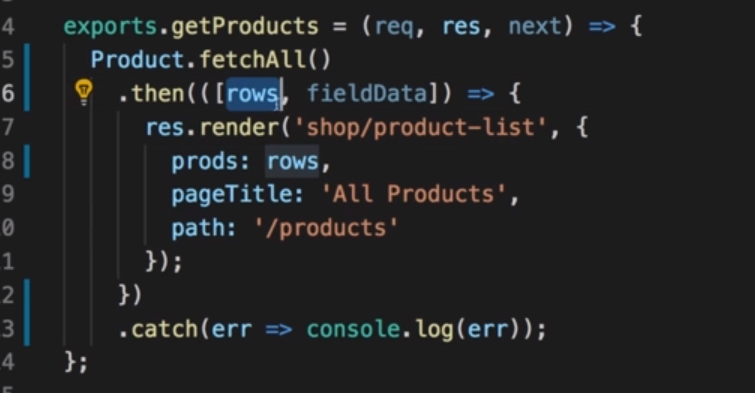 4 exports.getProducts = (req, res, next) => {
5 Product.fetchAll()
6 .then(([rows, fieldData]) => {
7 res.render('shop/product-list', {
8 prods: rows,
9 pageTitle: 'All Products',
0 path: '/products'
1 });
2 })
3 .catch(err => console.log(err));
4 };